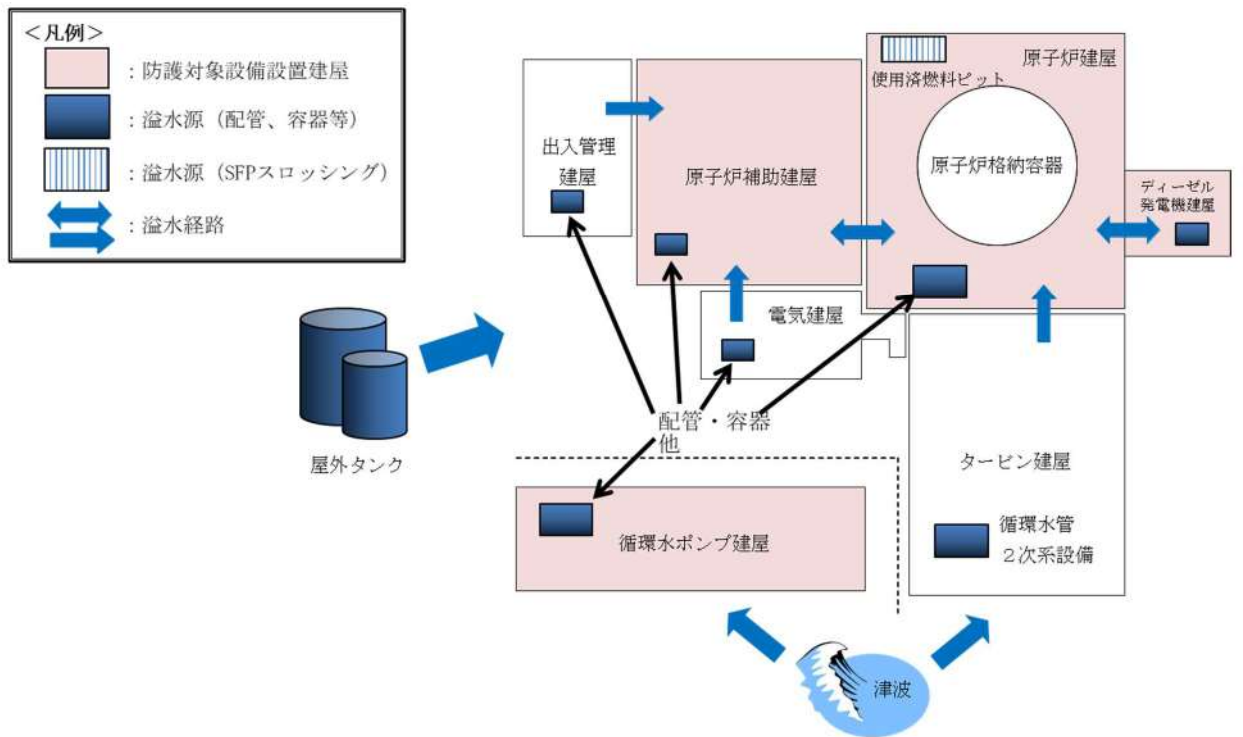 ＜凡例＞
：防護対象設備設置建屋
：溢水源（配管、容器等）
：溢水源（SFPスロッシング）
：溢水経路
原子炉建屋
使用済燃料ピット
原子炉格納容器
出入管理
建屋
原子炉補助建屋
ディーゼル
発電機建屋
電気建屋
屋外タンク
配管・容器
他
タービン建屋
循環水管
２次系設備
循環水ポンプ建屋
津波